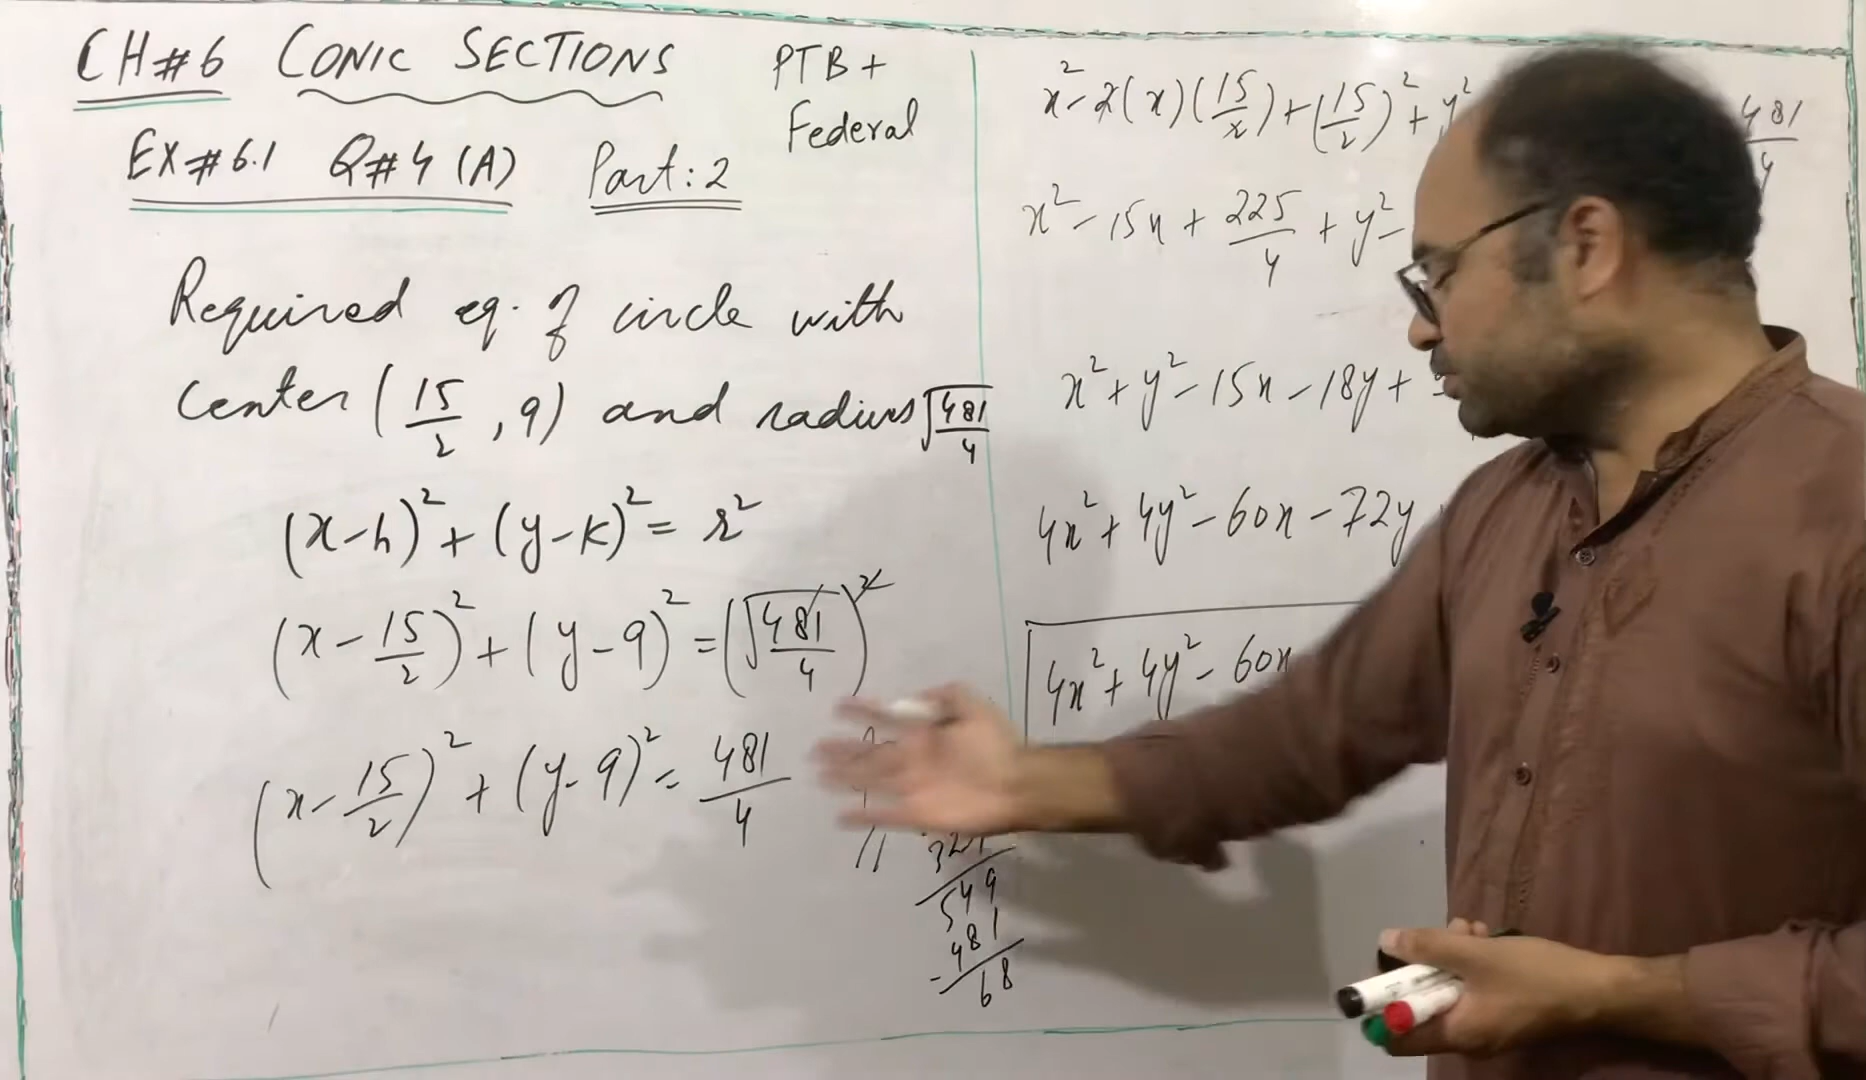 CH#6 CONIC SECTIONS PTB +
Federal
EX#6.1 Q#4 (A) Part: 2
Required eq. of circle with
Center (15/2, 9) and radius √(481/4)
(x-h)² + (y-k)² = r²
(x - 15/2)² + (y-9)² = (√(481/4))²
(x - 15/2)² + (y-9)² = 481/4
549
- 481
68
x² - 2(x)(15/2) + (15/2)² + y²
481/4
x² - 15x + 225/4 + y² -
x² + y² - 15x - 18y +
4x² + 4y² - 60x - 72y
4x² + 4y² - 60x